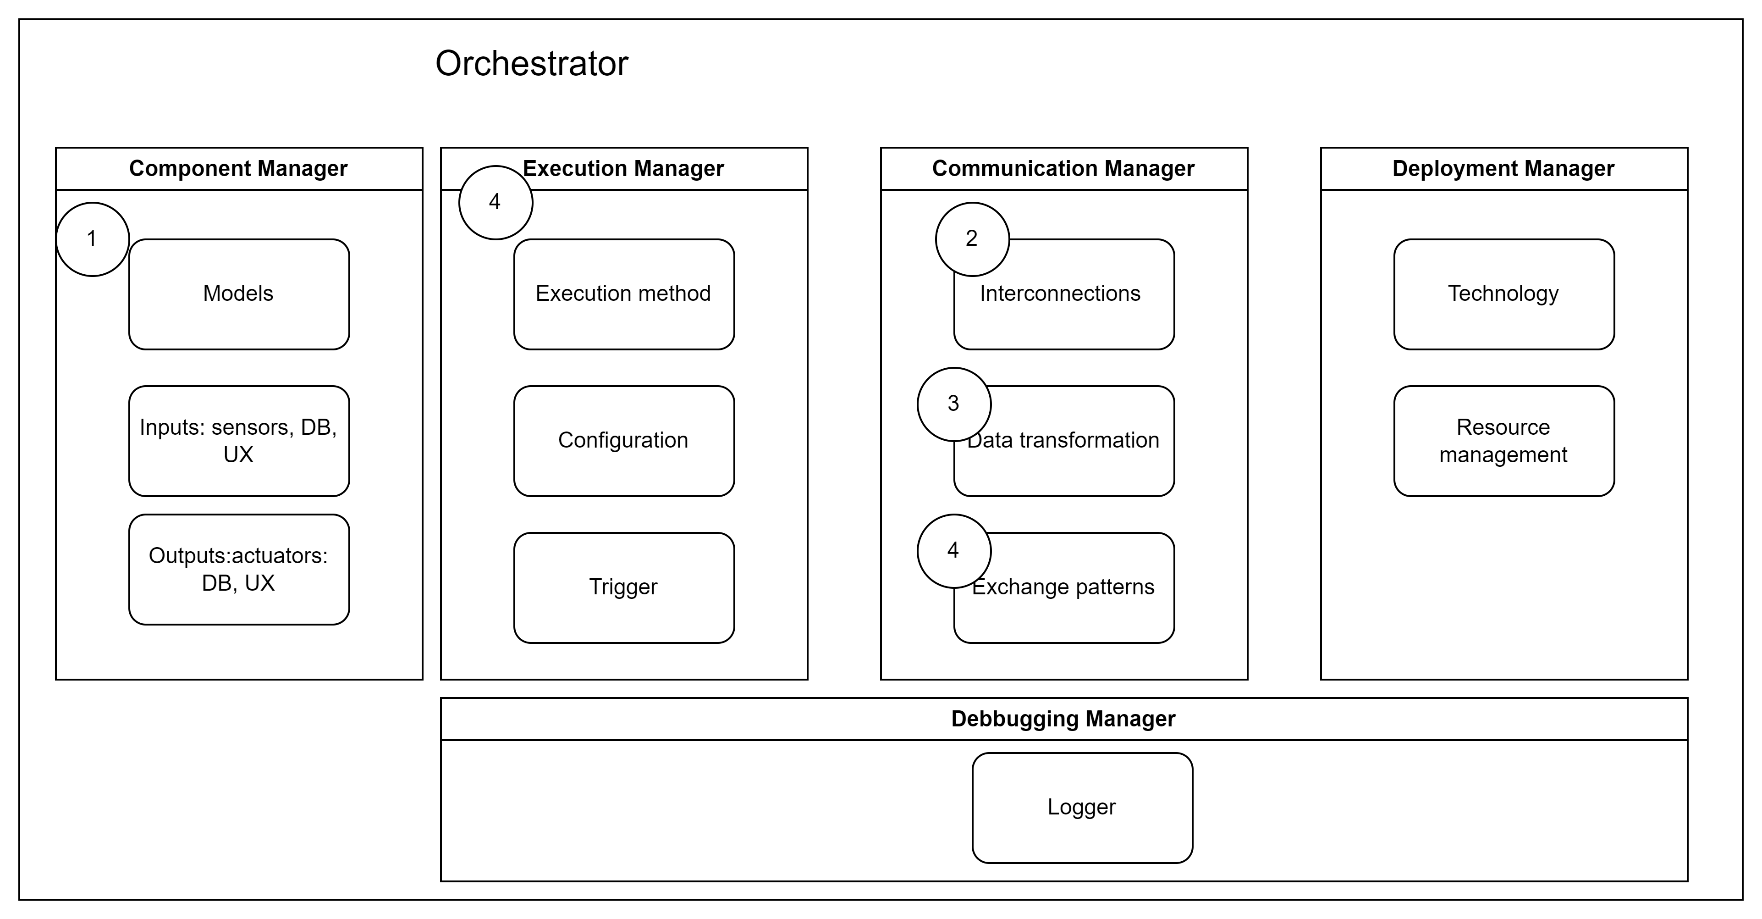 Orchestrator
Component Manager
1
Models
Inputs: sensors, DB,
UX
Outputs:actuators:
DB, UX
Execution Manager
4
Execution method
Configuration
Trigger
Communication Manager
2
Interconnections
3
Data transformation
4
Exchange patterns
Deployment Manager
Technology
Resource
management
Debbugging Manager
Logger